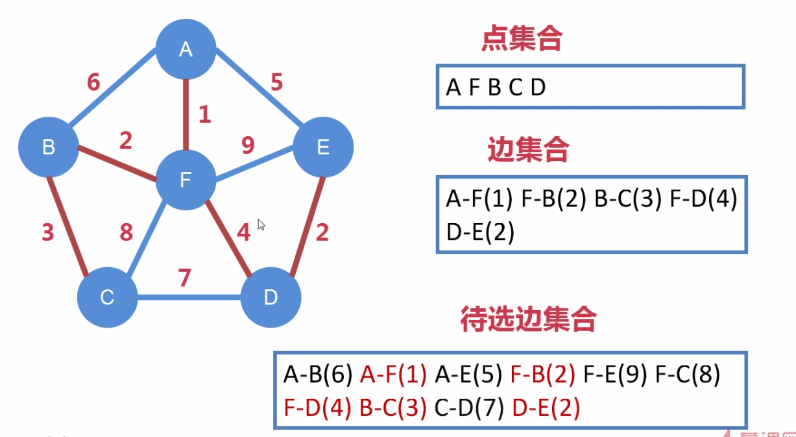 A
6
5
1
B
2
9
E
F
3
8
4
2
7
C
D
点集合
A F B C D
边集合
A-F(1) F-B(2) B-C(3) F-D(4)
D-E(2)
待选边集合
A-B(6) A-F(1) A-E(5) F-B(2) F-E(9) F-C(8)
F-D(4) B-C(3) C-D(7) D-E(2)